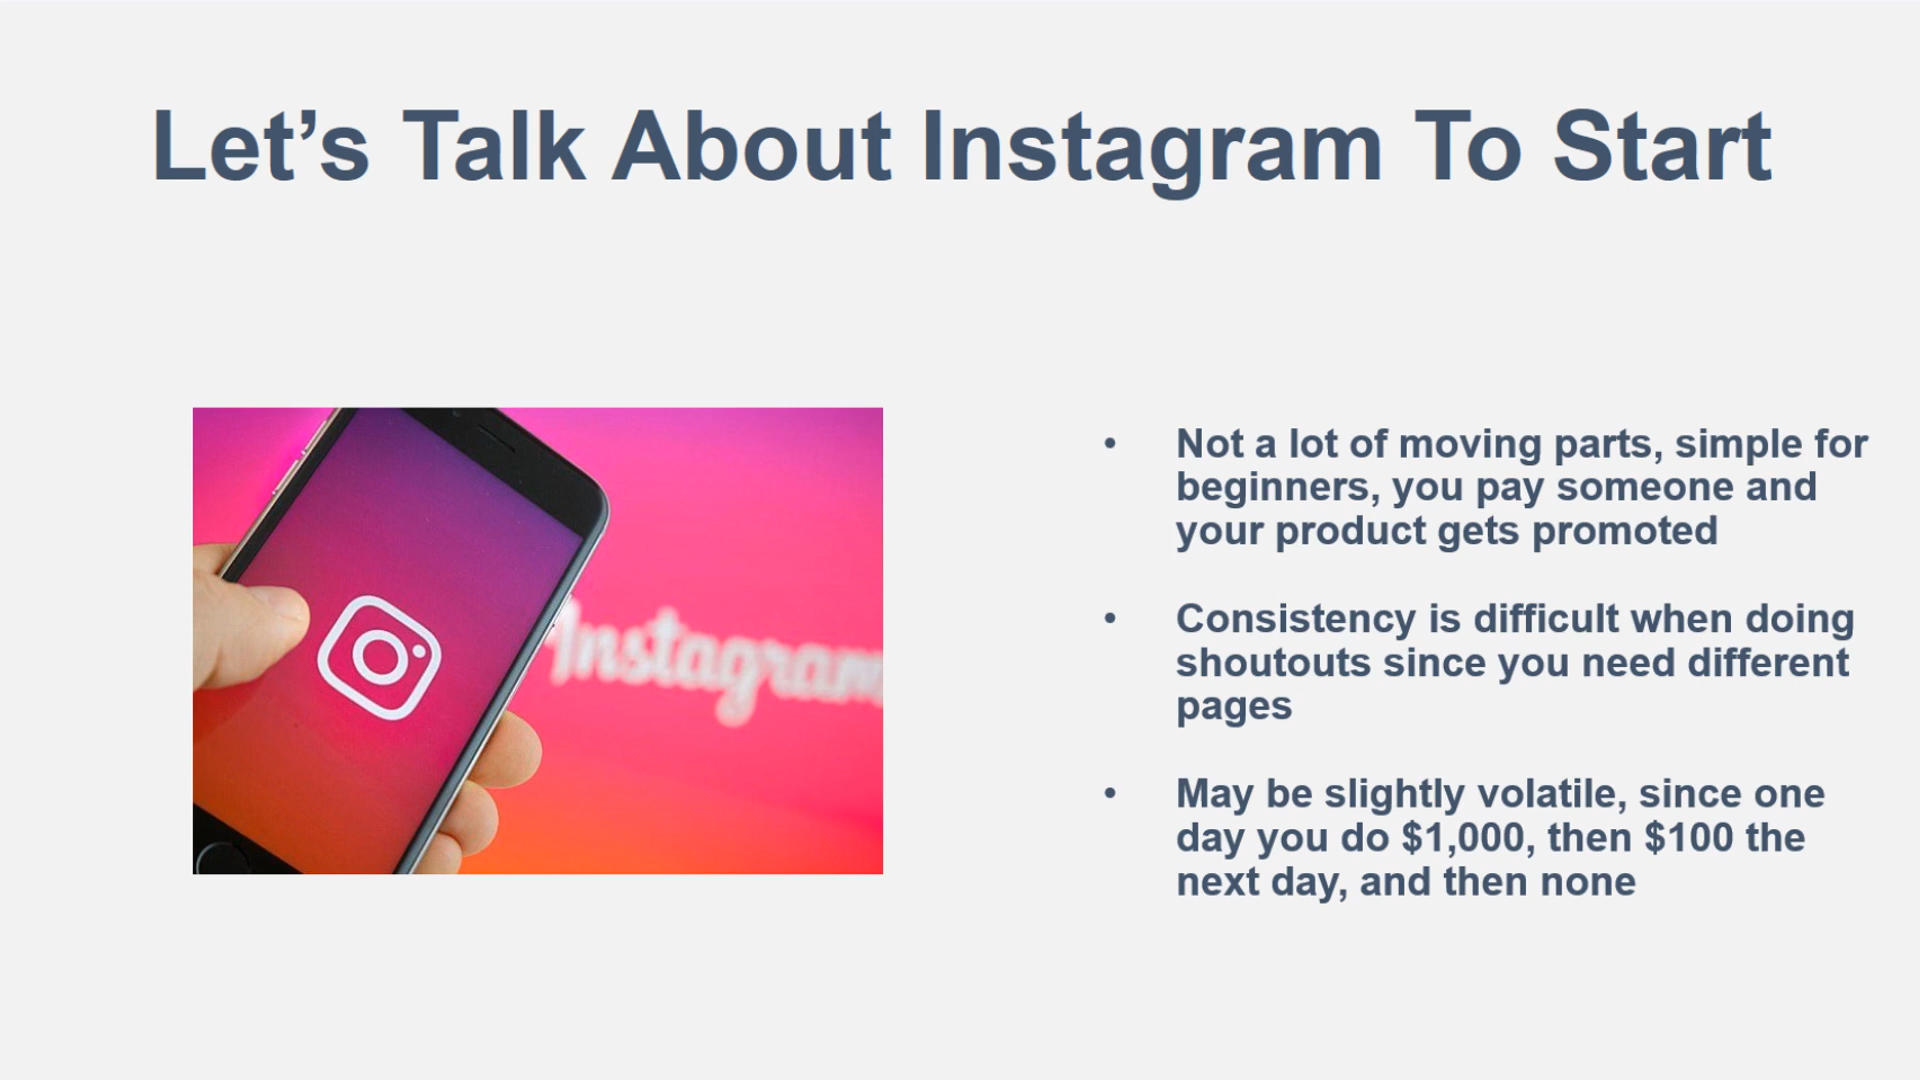 Let’s Talk About Instagram To Start
Instagram
• Not a lot of moving parts, simple for
beginners, you pay someone and
your product gets promoted
• Consistency is difficult when doing
shoutouts since you need different
pages
• May be slightly volatile, since one
day you do $1,000, then $100 the
next day, and then none